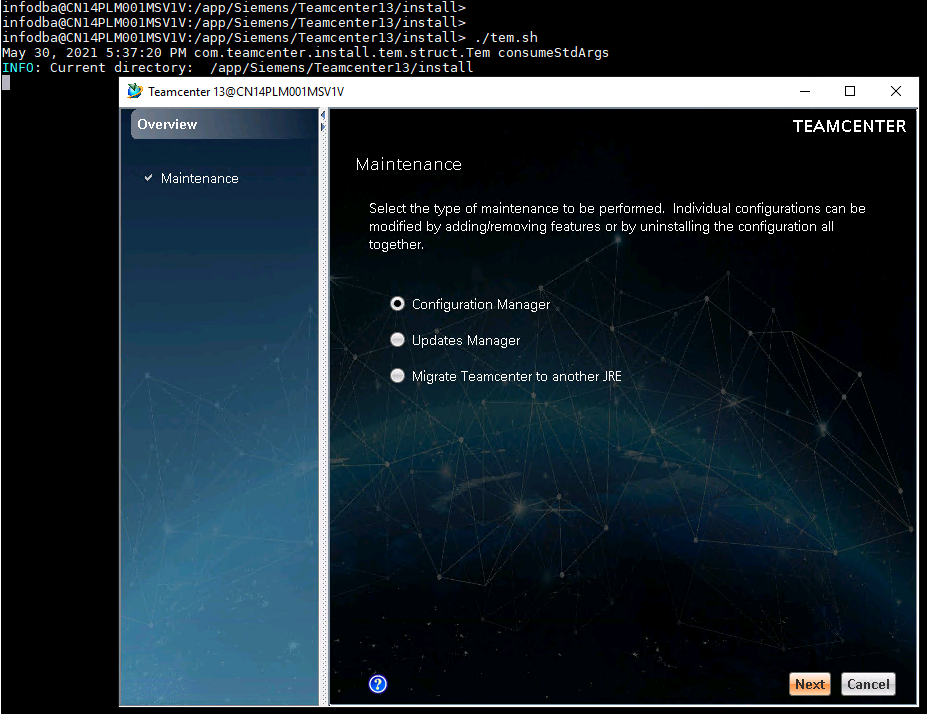 infodba@CN14PLM001MSV1V:/app/Siemens/Teamcenter13/install>
infodba@CN14PLM001MSV1V:/app/Siemens/Teamcenter13/install>
infodba@CN14PLM001MSV1V:/app/Siemens/Teamcenter13/install> ./tem.sh
May 30, 2021 5:37:20 PM com.teamcenter.install.tem.struct.Tem consumeStdArgs
INFO: Current directory:  /app/Siemens/Teamcenter13/install
Teamcenter 13@CN14PLM001MSV1V
Overview
Maintenance
TEAMCENTER
Maintenance
Select the type of maintenance to be performed.  Individual configurations can be
modified by adding/removing features or by uninstalling the configuration all
together.
Configuration Manager
Updates Manager
Migrate Teamcenter to another JRE
?
Next
Cancel